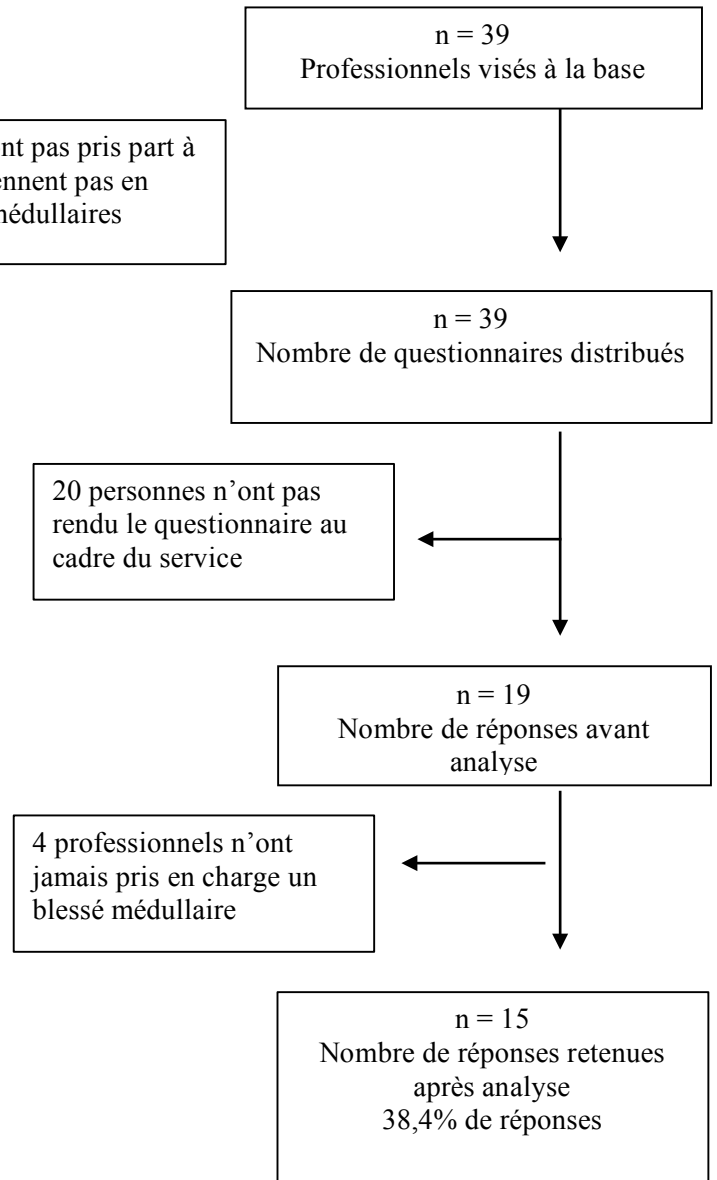 n = 39
Professionnels visés à la base
nt pas pris part à
ennent pas en
médullaires
n = 39
Nombre de questionnaires distribués
20 personnes n’ont pas
rendu le questionnaire au
cadre du service
n = 19
Nombre de réponses avant
analyse
4 professionnels n’ont
jamais pris en charge un
blessé médullaire
n = 15
Nombre de réponses retenues
après analyse
38,4% de réponses